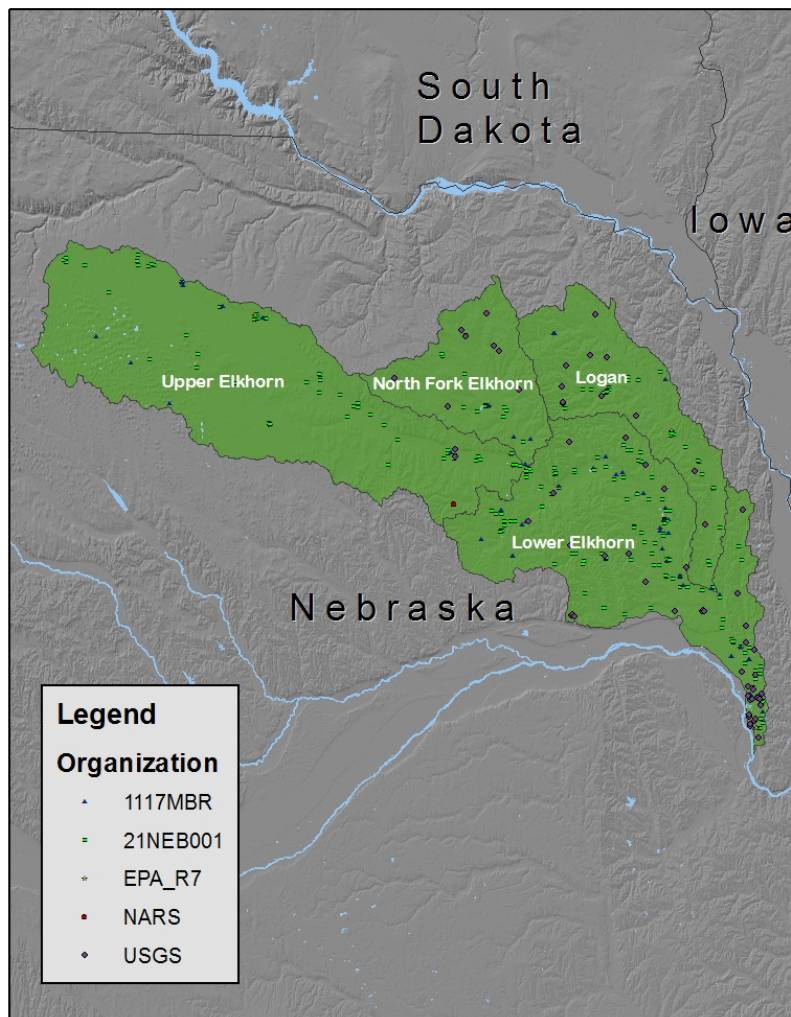 South
Dakota
Iowa
Upper Elkhorn
North Fork Elkhorn
Logan
Lower Elkhorn
Nebraska
Legend
Organization
1117MBR
21NEB001
EPA_R7
NARS
USGS